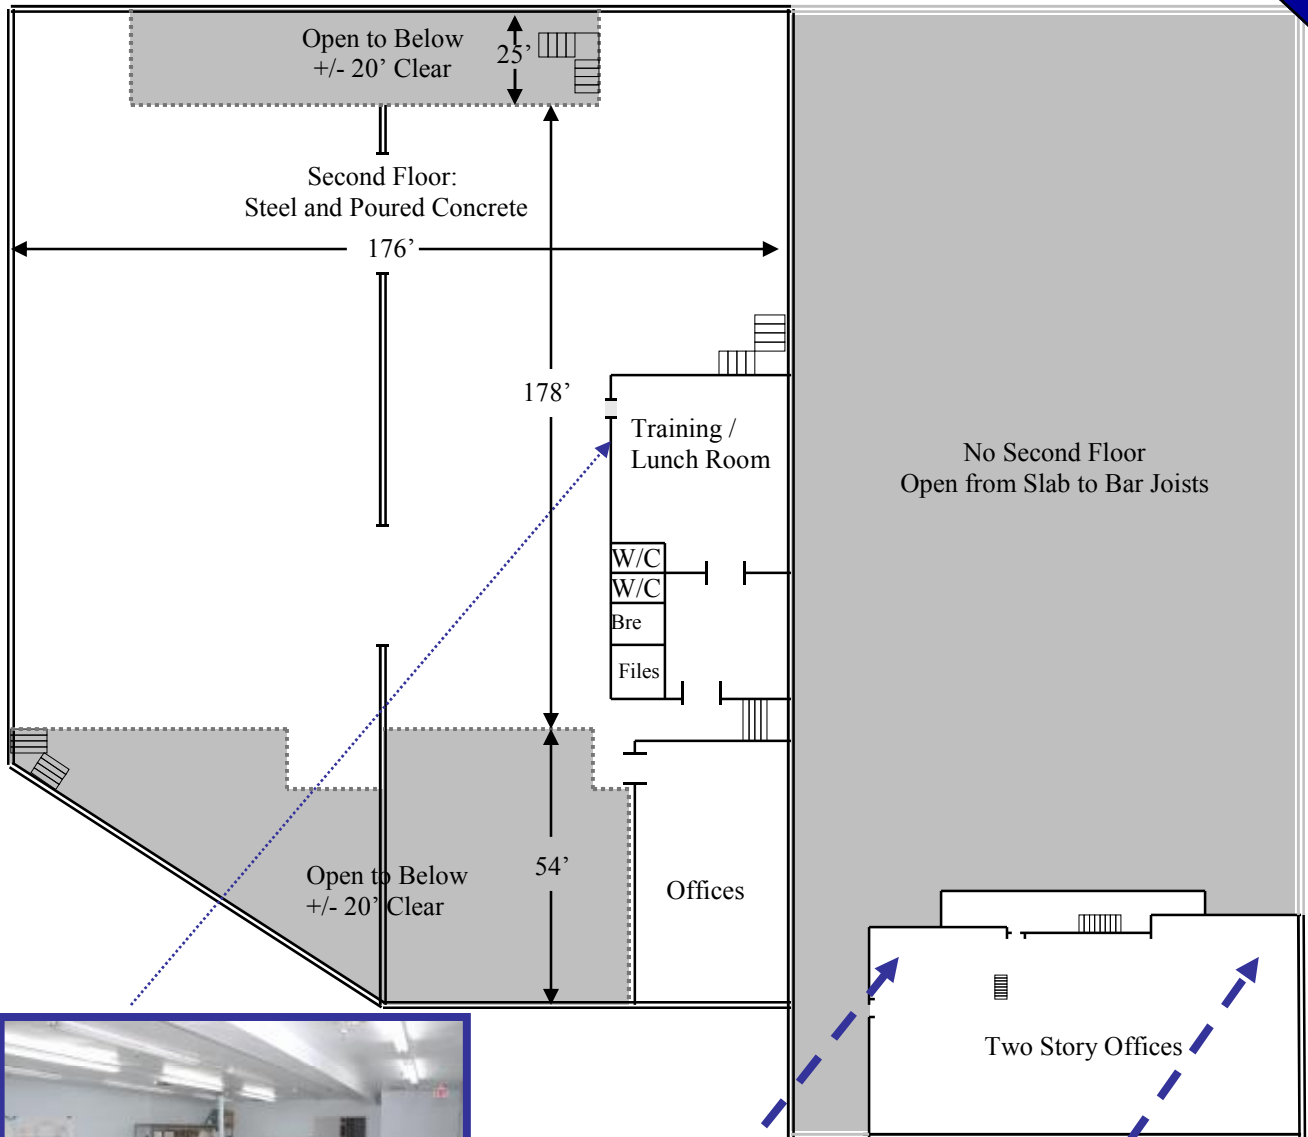 Open to Below
+/- 20’ Clear
25’
Second Floor:
Steel and Poured Concrete
176’
178’
Training /
Lunch Room
No Second Floor
Open from Slab to Bar Joists
W/C
W/C
Bre
Files
Open to Below
+/- 20’ Clear
54’
Offices
Two Story Offices